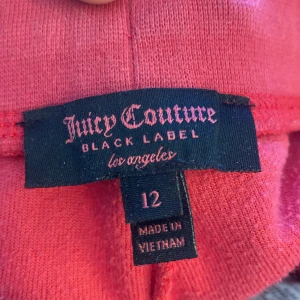 Juicy Couture
BLACK LABEL
los angeles
12
MADE IN
VIETNAM